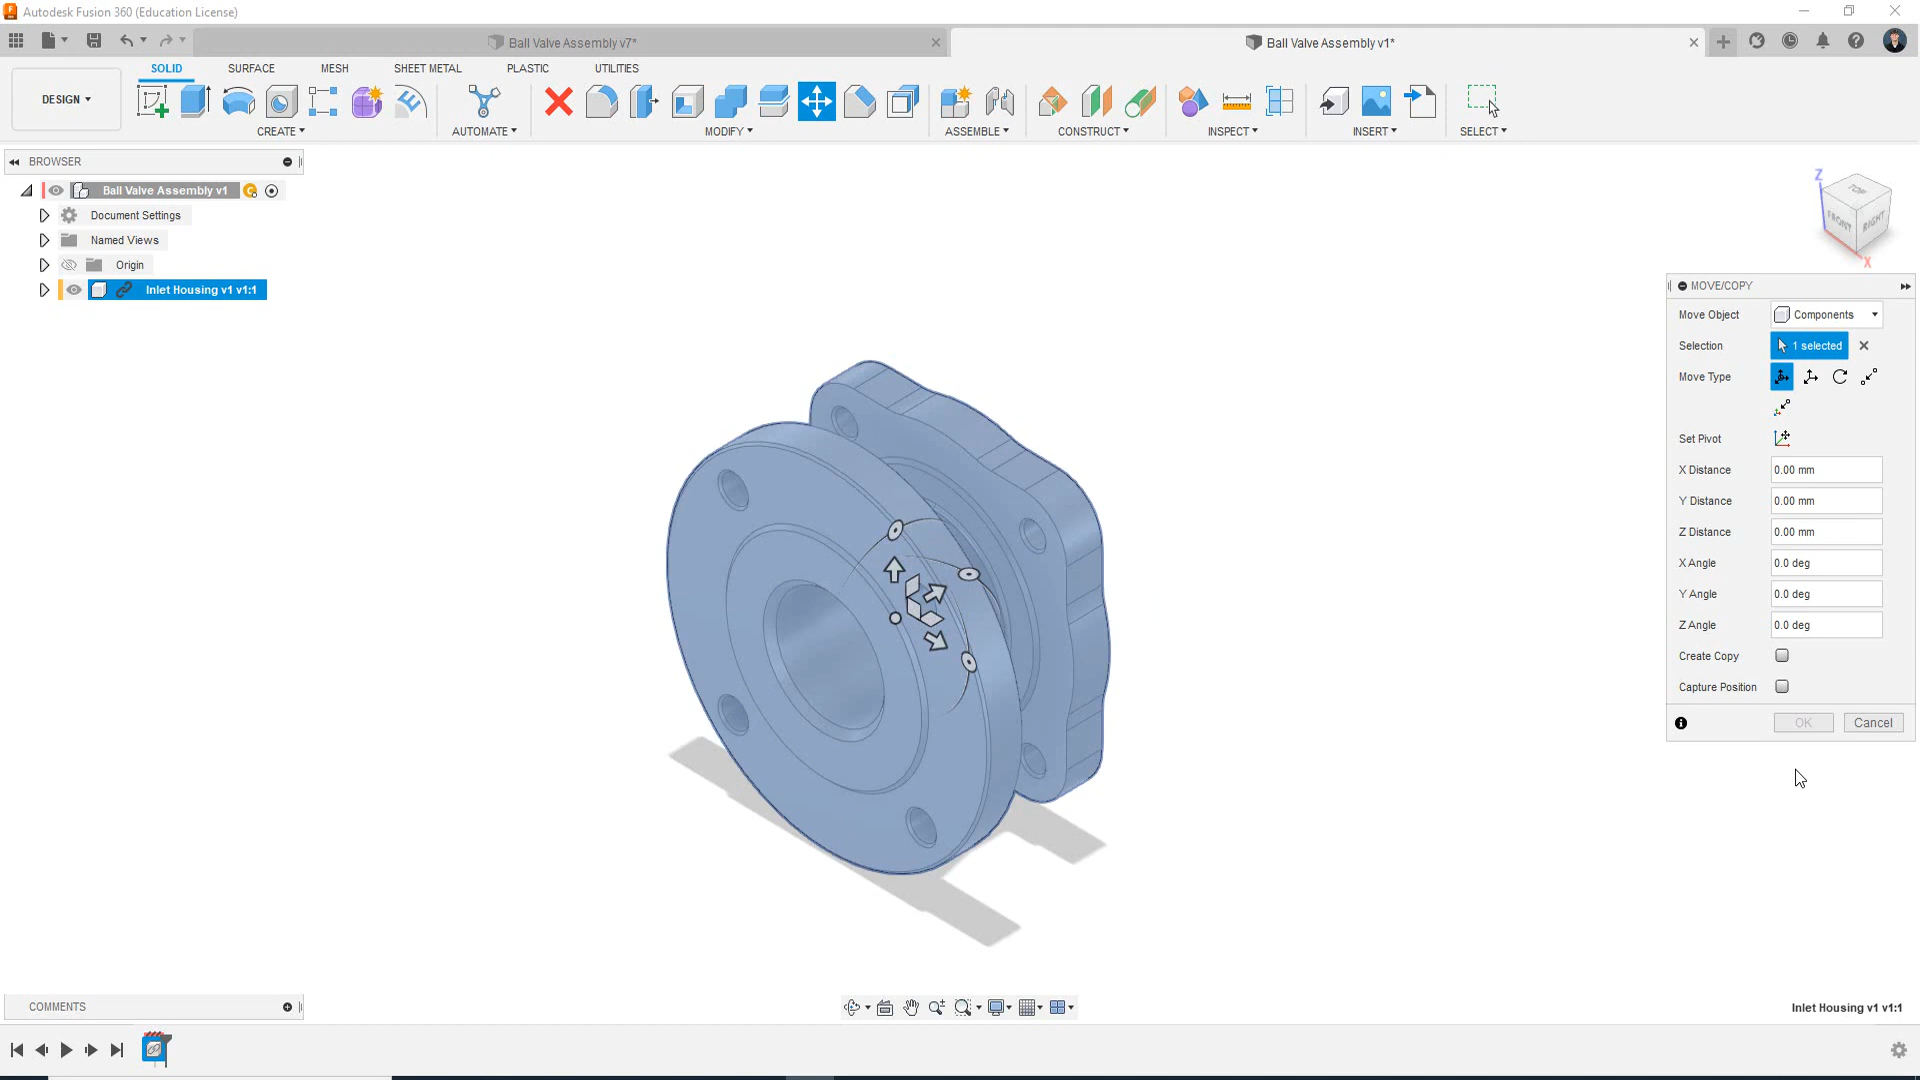 Autodesk Fusion 360 (Education License)
Ball Valve Assembly v7*
Ball Valve Assembly v1*
SOLID
SURFACE
MESH
SHEET METAL
PLASTIC
UTILITIES
DESIGN
CREATE
AUTOMATE
MODIFY
ASSEMBLE
CONSTRUCT
INSPECT
INSERT
SELECT
BROWSER
Ball Valve Assembly v1
Document Settings
Named Views
Origin
Inlet Housing v1 v1:1
Z
TOP
FRONT
RIGHT
X
MOVE/COPY
Move Object
Components
Selection
1 selected
Move Type
Set Pivot
X Distance
0.00 mm
Y Distance
0.00 mm
Z Distance
0.00 mm
X Angle
0.0 deg
Y Angle
0.0 deg
Z Angle
0.0 deg
Create Copy
Capture Position
OK
Cancel
COMMENTS
Inlet Housing v1 v1:1